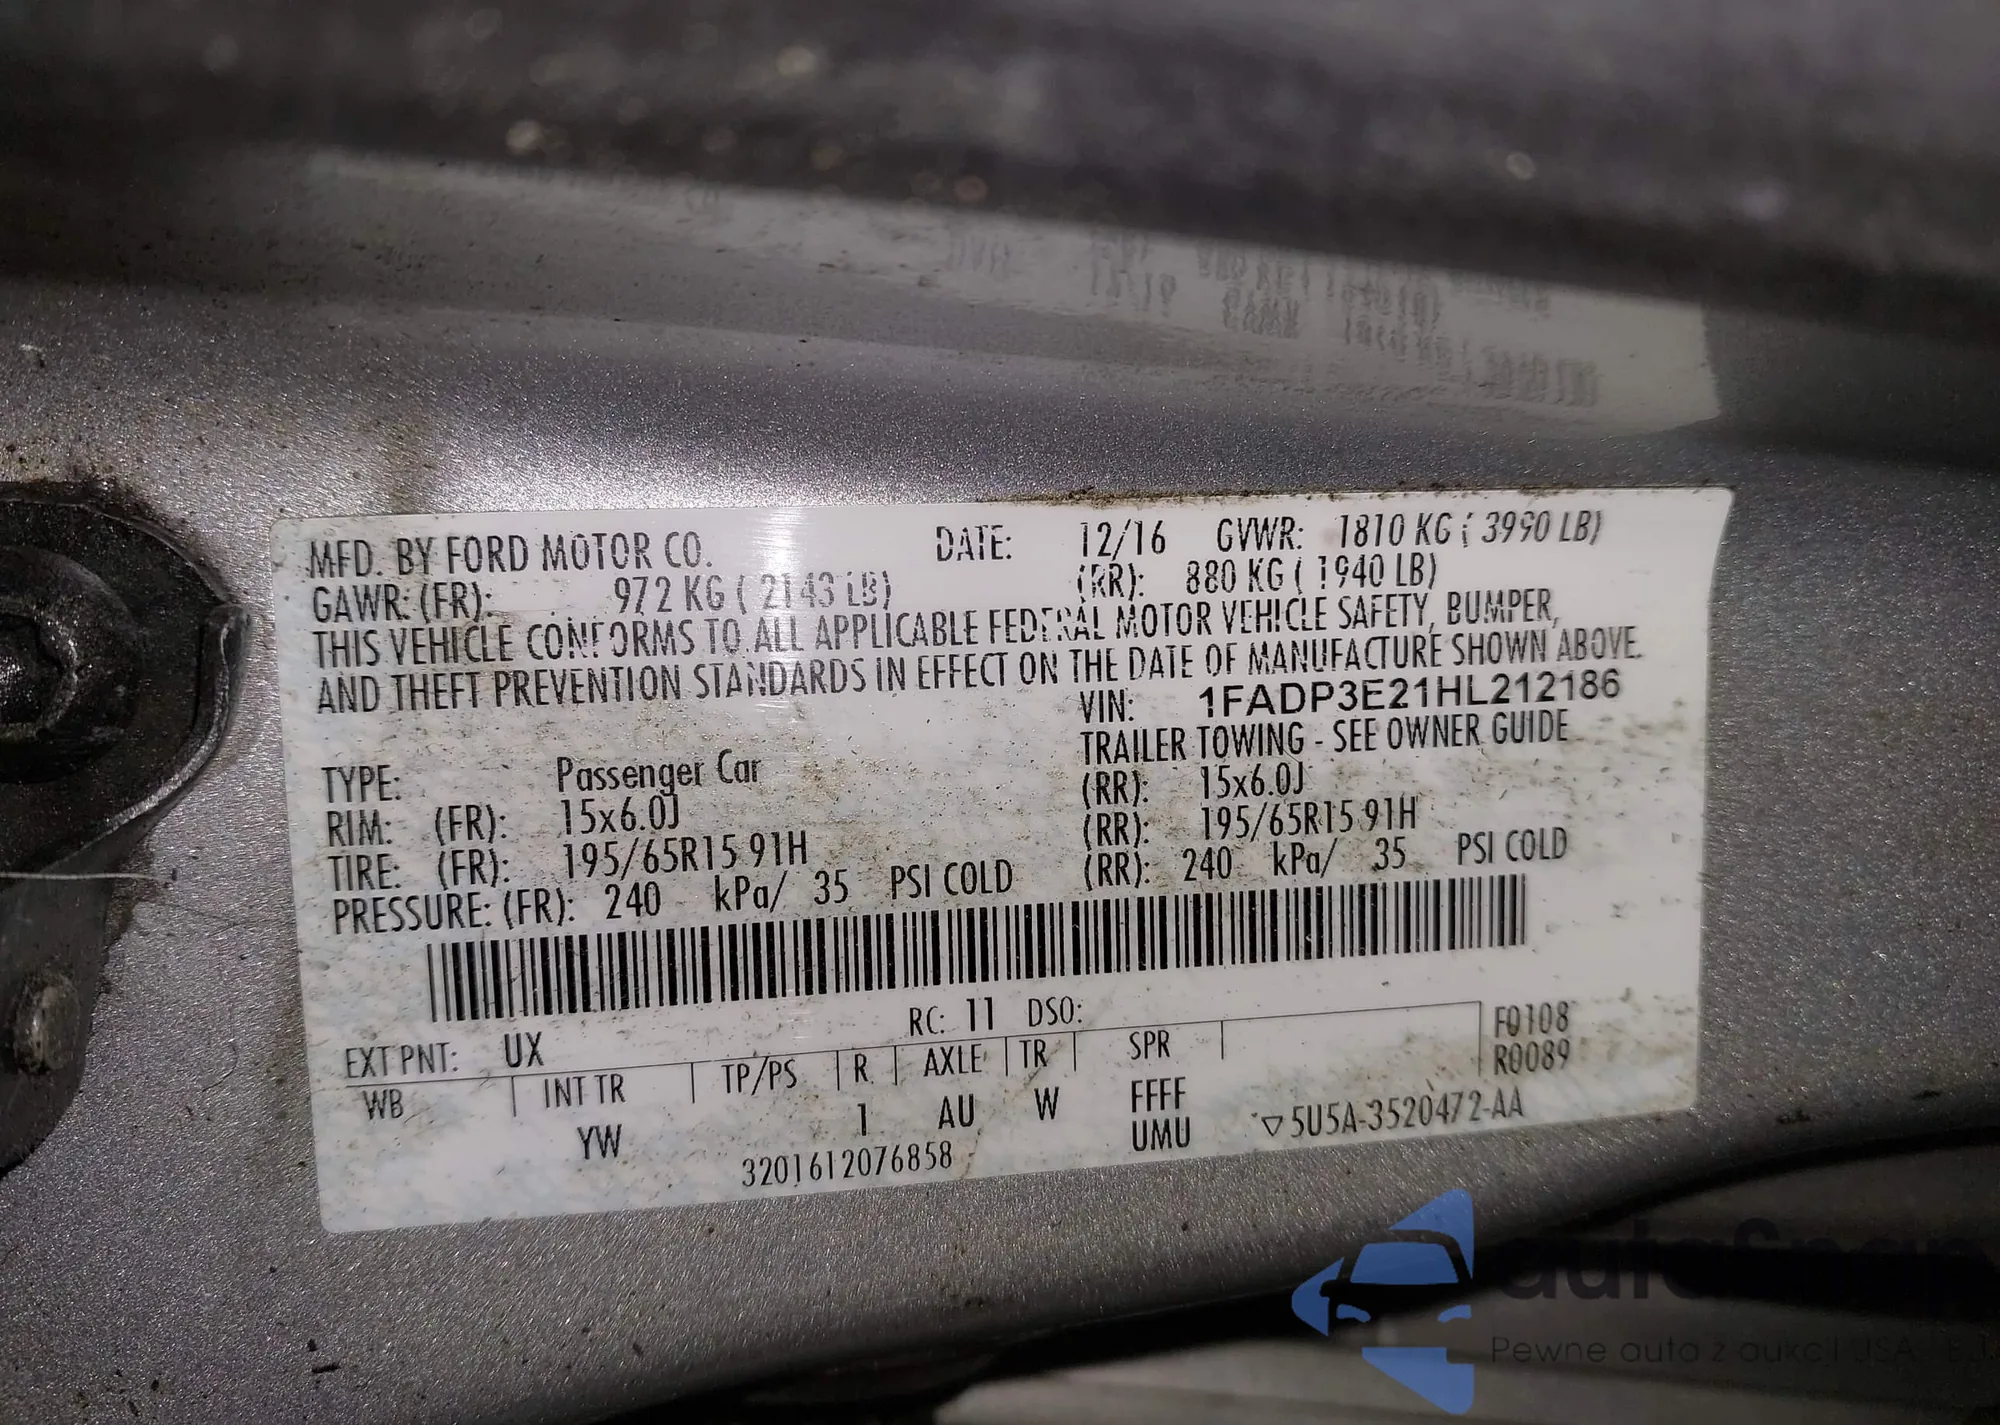 MFD. BY FORD MOTOR CO. DATE: 12/16 GVWR: 1810 KG ( 3990 LB)
GAWR: (FR): 972 KG ( 2143 LB) (RR): 880 KG ( 1940 LB)
THIS VEHICLE CONFORMS TO ALL APPLICABLE FEDERAL MOTOR VEHICLE SAFETY, BUMPER,
AND THEFT PREVENTION STANDARDS IN EFFECT ON THE DATE OF MANUFACTURE SHOWN ABOVE.
VIN: 1FADP3E21HL212186
TRAILER TOWING - SEE OWNER GUIDE
TYPE: Passenger Car
RIM: (FR): 15x6.0J (RR): 15x6.0J
TIRE: (FR): 195/65R15 91H (RR): 195/65R15 91H
PRESSURE: (FR): 240 kPa/ 35 PSI COLD (RR): 240 kPa/ 35 PSI COLD
RC: 11 DSO:
EXT PNT: UX F0108
WB INT TR TP/PS R AXLE TR SPR R0089
YW 1 AU W FFFF
UMU ▽5U5A-3520472-AA
3201612076858
autaSnap
Pewne auta z aukcji USA